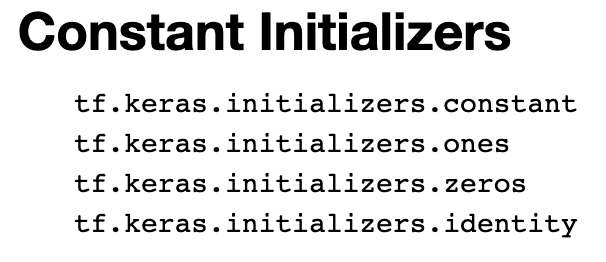 Constant Initializers
tf.keras.initializers.constant
tf.keras.initializers.ones
tf.keras.initializers.zeros
tf.keras.initializers.identity